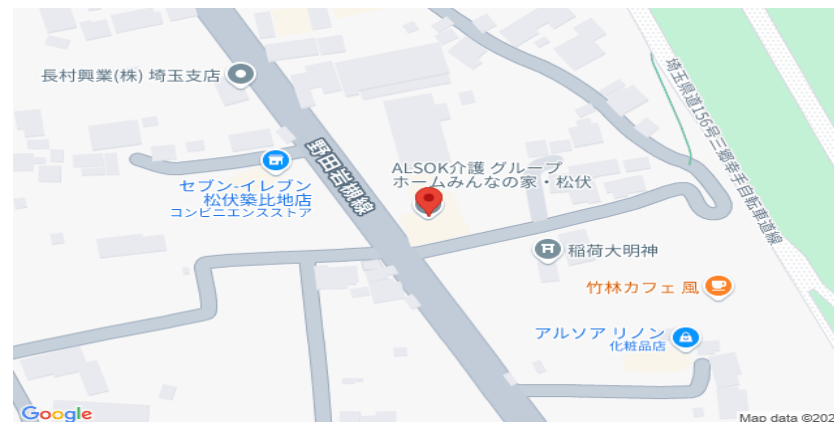 長村興業(株) 埼玉支店
埼玉県道156号三郷幸手自転車道線
野田岩槻線
ALSOK介護 グループ
ホームみんなの家・松伏
セブン-イレブン
松伏築比地店
コンビニエンスストア
稲荷大明神
竹林カフェ 風
アルソア リノン
化粧品店
Google
Map data ©202